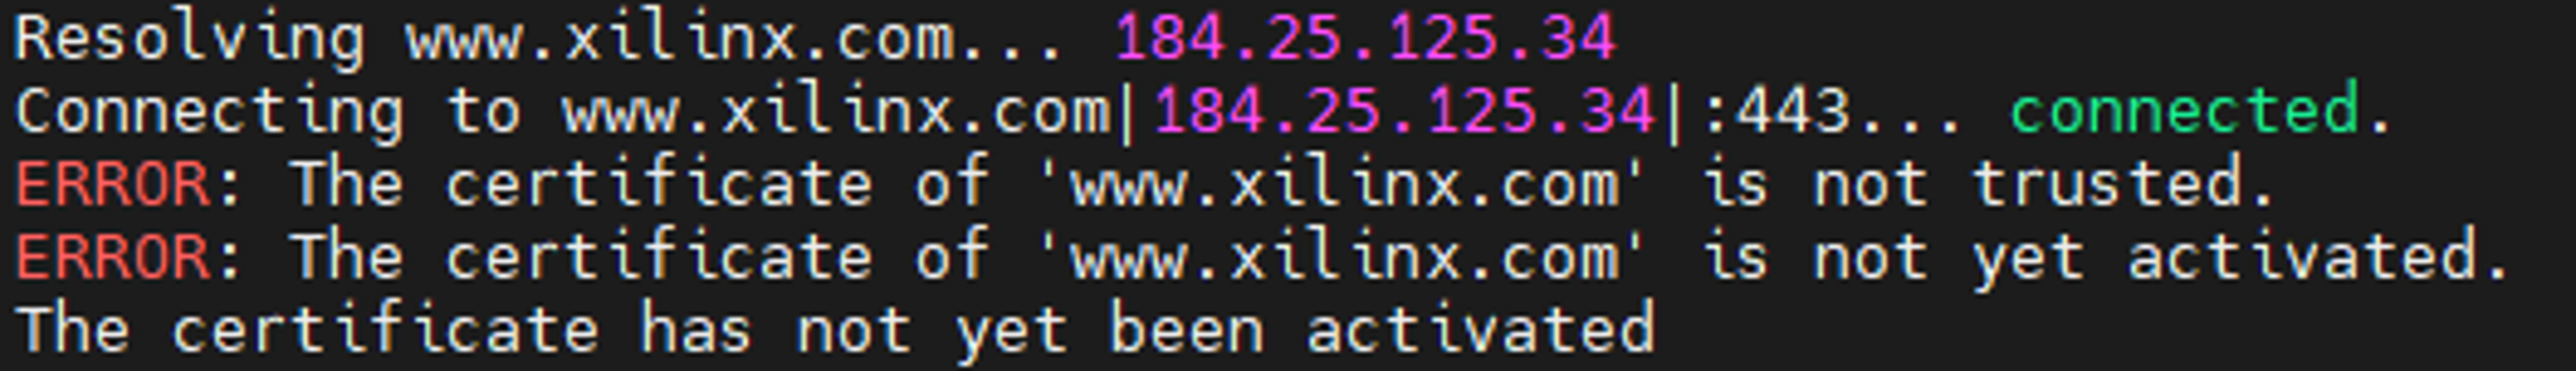 Resolving www.xilinx.com... 184.25.125.34
Connecting to www.xilinx.com|184.25.125.34|:443... connected.
ERROR: The certificate of 'www.xilinx.com' is not trusted.
ERROR: The certificate of 'www.xilinx.com' is not yet activated.
The certificate has not yet been activated